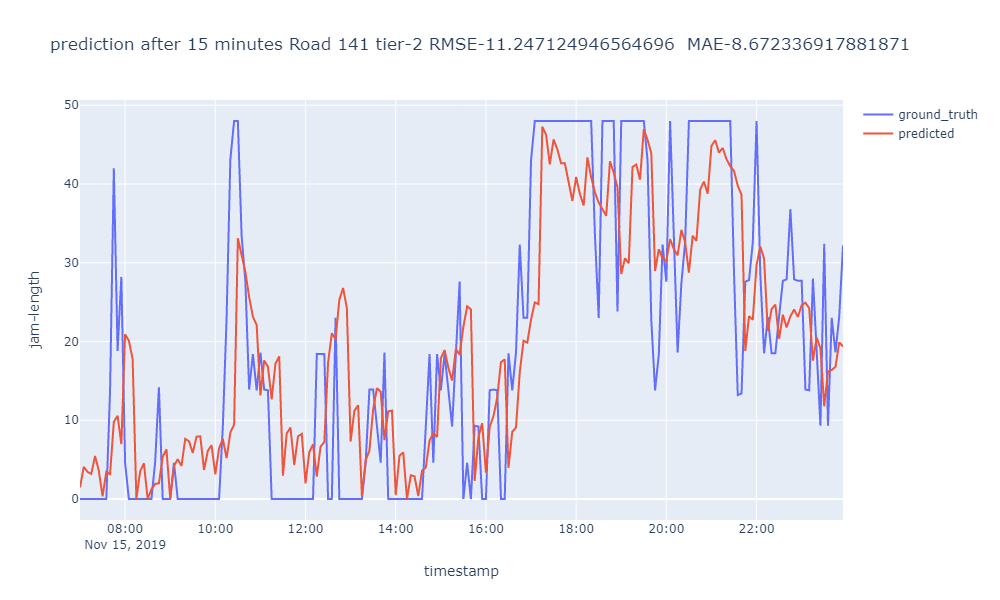 prediction after 15 minutes Road 141 tier-2 RMSE-11.247124946564696  MAE-8.672336917881871
ground_truth
predicted
50
40
30
20
10
0
jam-length
08:00 10:00 12:00 14:00 16:00 18:00 20:00 22:00
Nov 15, 2019
timestamp